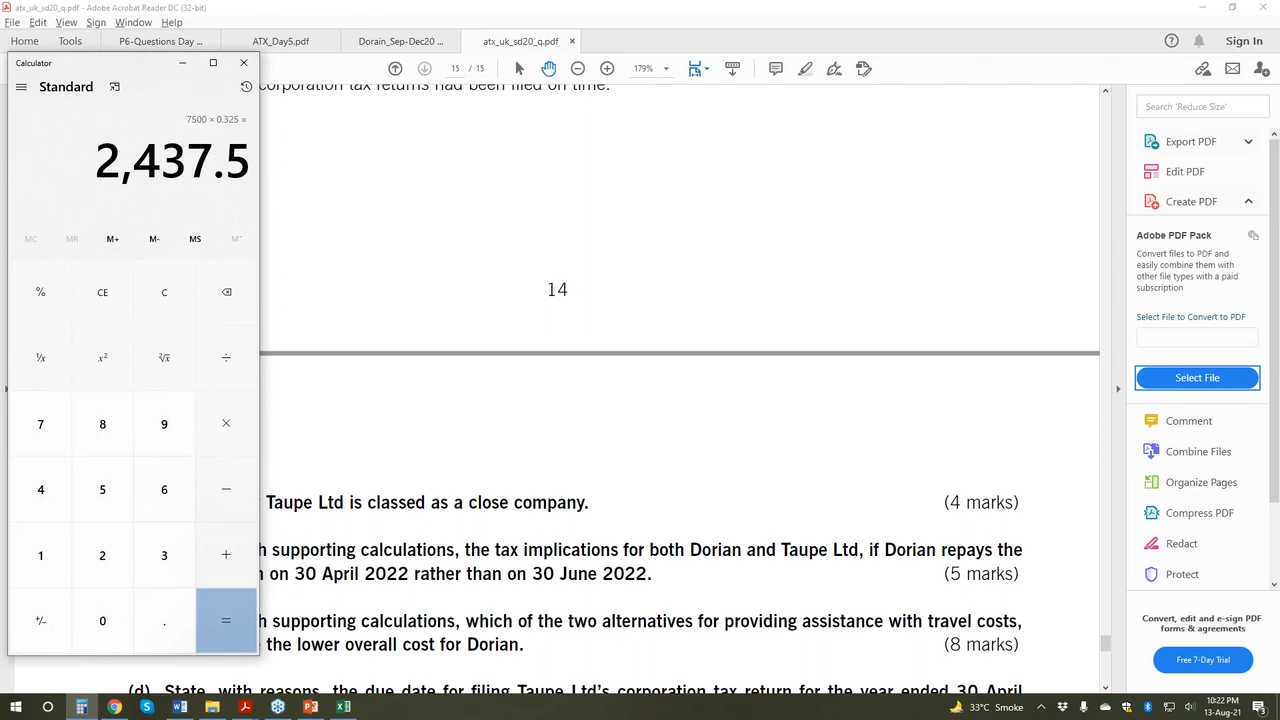 atx_uk_sd20_q.pdf - Adobe Acrobat Reader DC (32-bit)
File Edit View Sign Window Help
Home Tools P6-Questions Day ... ATX_Day5.pdf Dorain_Sep-Dec20 ... atx_uk_sd20_q.pdf × Sign In
15 / 15 179%
Calculator
Standard
7500 × 0.325 =
2,437.5
MC MR M+ M- MS M˅
% CE C
¹/x x² ²√x ÷
7 8 9 ×
4 5 6 −
1 2 3 +
+/− 0 . =
corporation tax returns had been filed on time.
14
Taupe Ltd is classed as a close company. (4 marks)
h supporting calculations, the tax implications for both Dorian and Taupe Ltd, if Dorian repays the
n on 30 April 2022 rather than on 30 June 2022. (5 marks)
h supporting calculations, which of the two alternatives for providing assistance with travel costs,
the lower overall cost for Dorian. (8 marks)
(d) State, with reasons, the due date for filing Taupe Ltd's corporation tax return for the year ended 30 April
Search 'Reduce Size'
Export PDF
Edit PDF
Create PDF
Adobe PDF Pack
Convert files to PDF and
easily combine them with
other file types with a paid
subscription
Select File to Convert to PDF
Select File
Comment
Combine Files
Organize Pages
Compress PDF
Redact
Protect
Convert, edit and e-sign PDF
forms & agreements
Free 7-Day Trial
33°C Smoke
10:22 PM
13-Aug-21
3